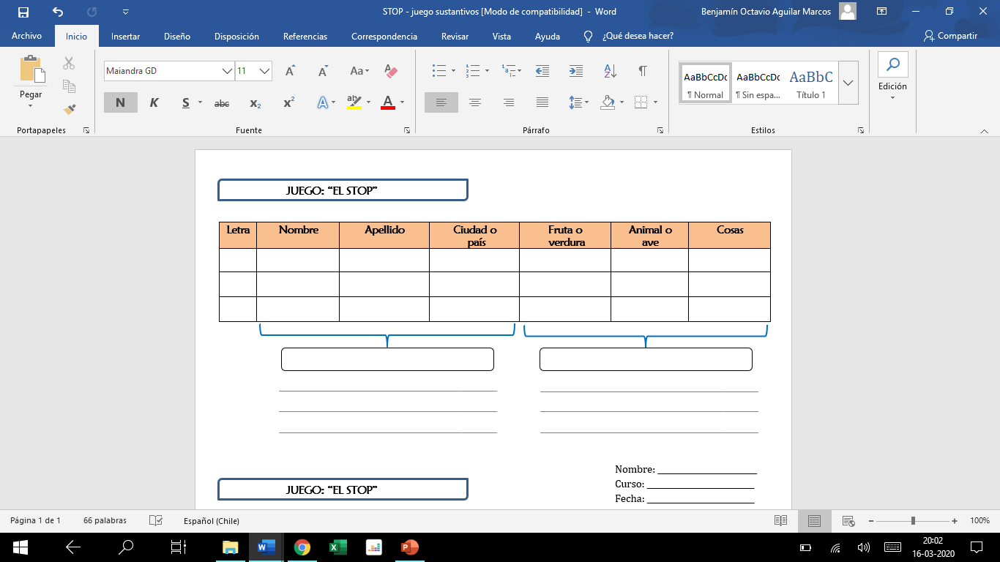 STOP - juego sustantivos [Modo de compatibilidad] - Word
Benjamín Octavio Aguilar Marcos
Archivo Inicio Insertar Diseño Disposición Referencias Correspondencia Revisar Vista Ayuda ¿Qué desea hacer? Compartir
Pegar
Portapapeles
Maiandra GD 11
Aa
N K S abc x₂ x² A ab A
Fuente
Párrafo
AaBbCcDc AaBbCcDc AaBbC
¶ Normal ¶ Sin espa... Título 1
Estilos
Edición
JUEGO: “EL STOP”
Letra Nombre Apellido Ciudad o país Fruta o verdura Animal o ave Cosas
Nombre: ____________________
Curso: ____________________
Fecha: ____________________
JUEGO: “EL STOP”
Página 1 de 1 66 palabras Español (Chile) 100%
20:02
16-03-2020